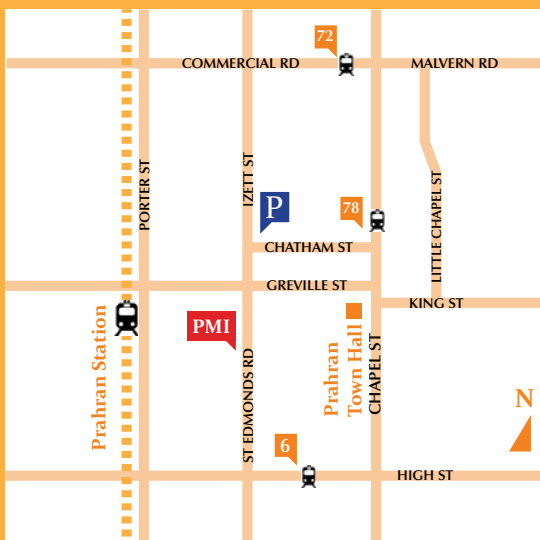 72
COMMERCIAL RD
MALVERN RD
PORTER ST
IZETT ST
P
78
LITTLE CHAPEL ST
CHATHAM ST
GREVILLE ST
KING ST
Prahran Station
PMI
ST EDMONDS RD
Prahran
Town Hall
CHAPEL ST
N
6
HIGH ST